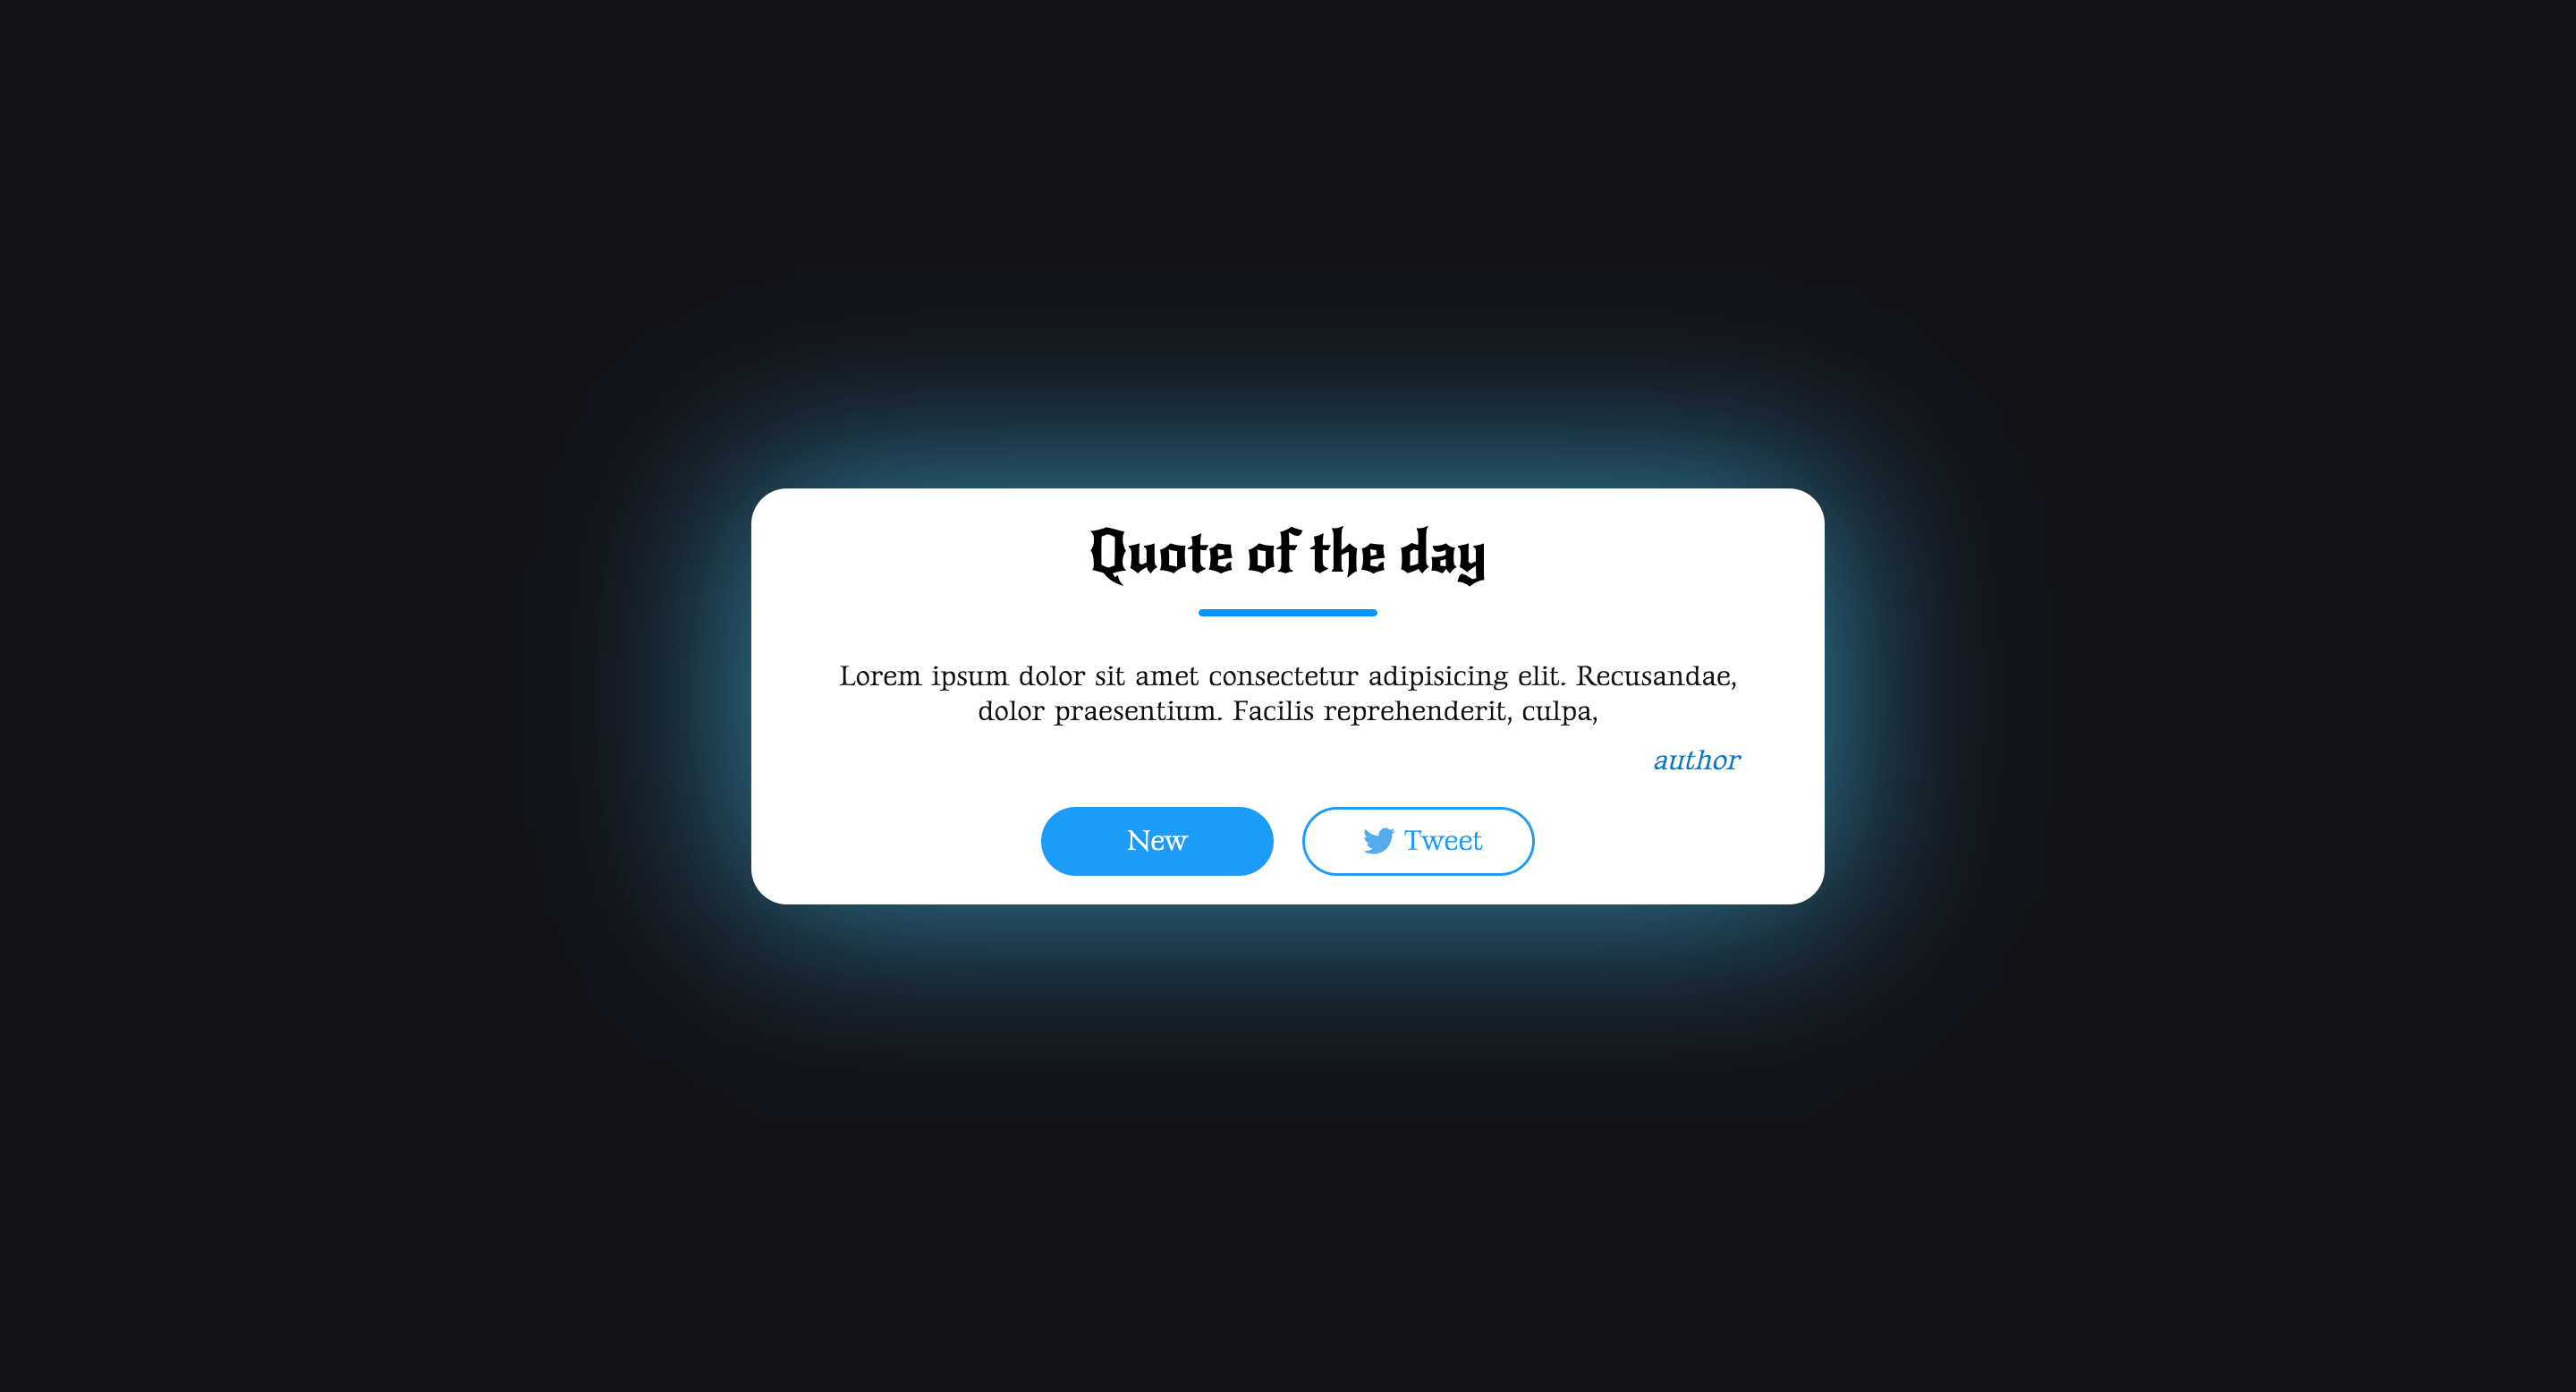 Quote of the day
Lorem ipsum dolor sit amet consectetur adipisicing elit. Recusandae,
dolor praesentium. Facilis reprehenderit, culpa,
author
New
Tweet